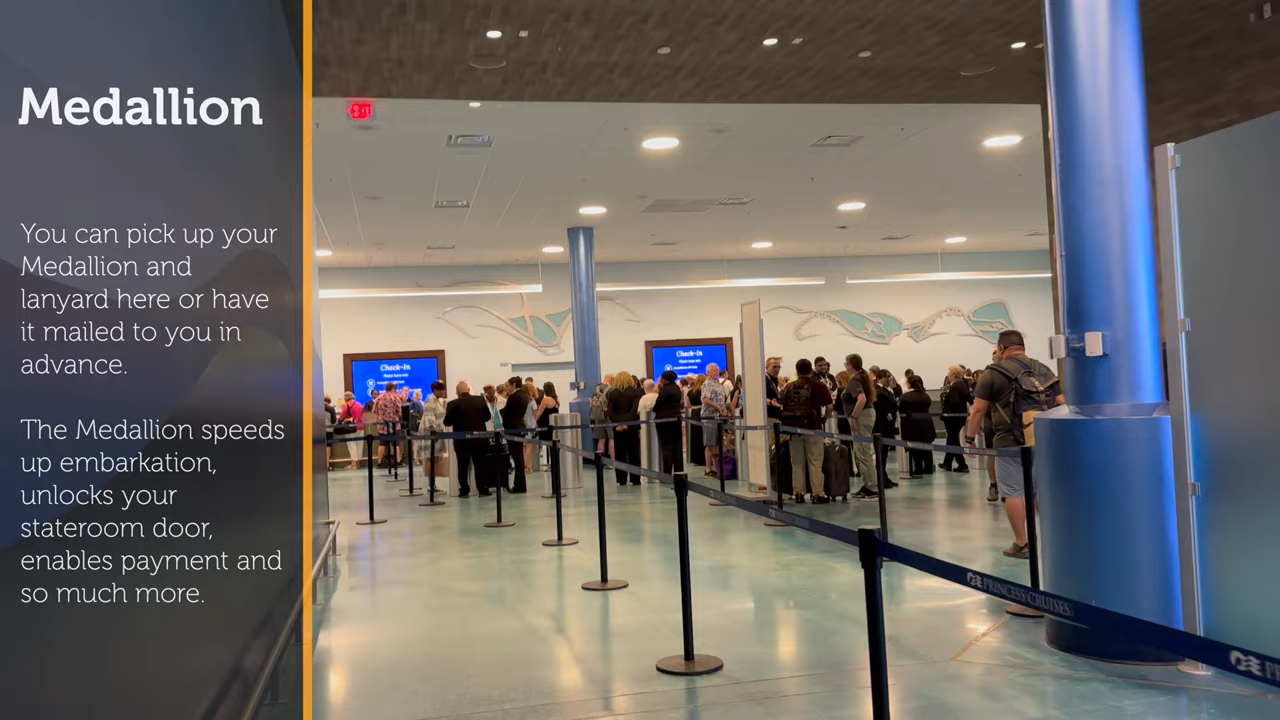 Medallion
You can pick up your
Medallion and
lanyard here or have
it mailed to you in
advance.
The Medallion speeds
up embarkation,
unlocks your
stateroom door,
enables payment and
so much more.
EXIT
Check-In
Check-In
PRINCESS CRUISES